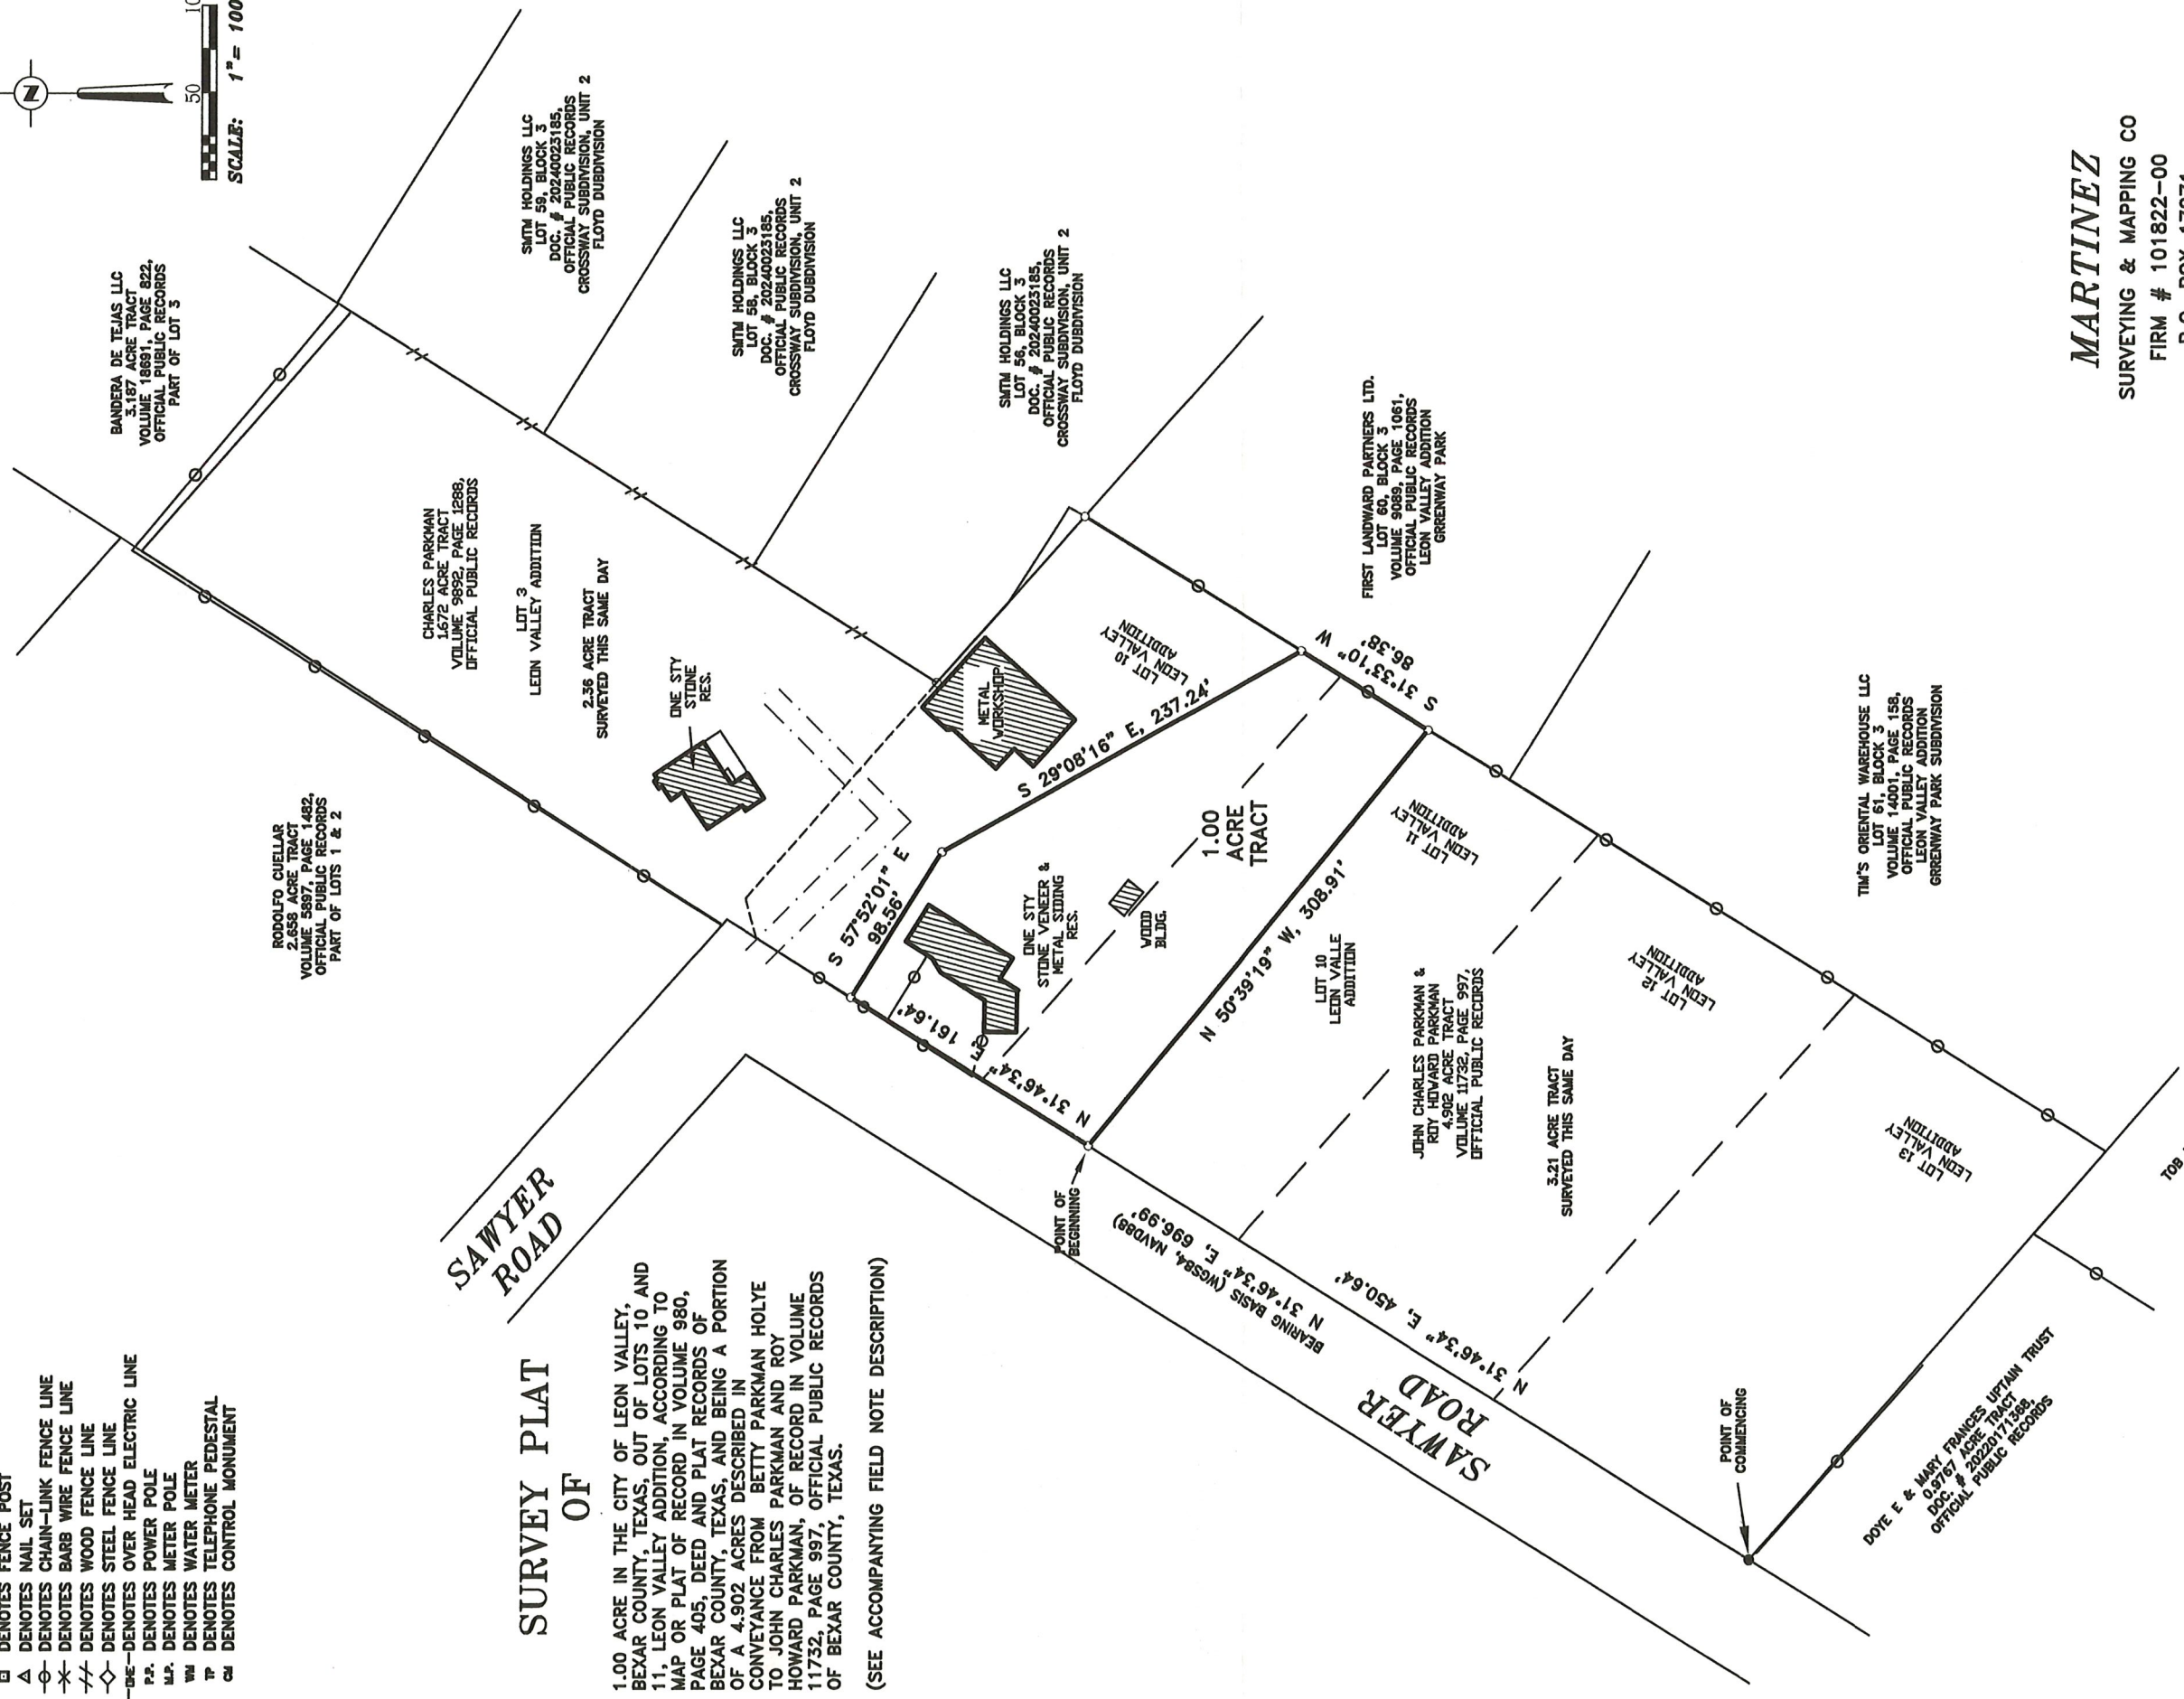 DENOTES FENCE POST
DENOTES NAIL SET
DENOTES CHAIN-LINK FENCE LINE
DENOTES BARB WIRE FENCE LINE
DENOTES WOOD FENCE LINE
DENOTES STEEL FENCE LINE
OHE DENOTES OVER HEAD ELECTRIC LINE
P.P. DENOTES POWER POLE
M.P. DENOTES METER POLE
WM DENOTES WATER METER
TP DENOTES TELEPHONE PEDESTAL
CM DENOTES CONTROL MONUMENT
N
50
SCALE: 1"= 100
SURVEY PLAT
OF
1.00 ACRE IN THE CITY OF LEON VALLEY,
BEXAR COUNTY, TEXAS, OUT OF LOTS 10 AND
11, LEON VALLEY ADDITION, ACCORDING TO
MAP OR PLAT OF RECORD IN VOLUME 980,
PAGE 405, DEED AND PLAT RECORDS OF
BEXAR COUNTY, TEXAS, AND BEING A PORTION
OF A 4.902 ACRES DESCRIBED IN
CONVEYANCE FROM BETTY PARKMAN HOLYE
TO JOHN CHARLES PARKMAN AND ROY
HOWARD PARKMAN, OF RECORD IN VOLUME
11732, PAGE 997, OFFICIAL PUBLIC RECORDS
OF BEXAR COUNTY, TEXAS.
(SEE ACCOMPANYING FIELD NOTE DESCRIPTION)
SAWYER
ROAD
RODOLFO CUELLAR
2.658 ACRE TRACT
VOLUME 5897, PAGE 1482,
OFFICIAL PUBLIC RECORDS
PART OF LOTS 1 & 2
BANDERA DE TEJAS LLC
3.187 ACRE TRACT
VOLUME 18691, PAGE 822,
OFFICIAL PUBLIC RECORDS
PART OF LOT 3
CHARLES PARKMAN
1.672 ACRE TRACT
VOLUME 9892, PAGE 1288,
OFFICIAL PUBLIC RECORDS
LOT 3
LEON VALLEY ADDITION
2.36 ACRE TRACT
SURVEYED THIS SAME DAY
ONE STY
STONE
RES.
SMTM HOLDINGS LLC
LOT 59, BLOCK 3
DOC. # 20240023185,
OFFICIAL PUBLIC RECORDS
CROSSWAY SUBDIVISION, UNIT 2
FLOYD DUBDIVISION
SMTM HOLDINGS LLC
LOT 58, BLOCK 3
DOC. # 20240023185,
OFFICIAL PUBLIC RECORDS
CROSSWAY SUBDIVISION, UNIT 2
FLOYD DUBDIVISION
SMTM HOLDINGS LLC
LOT 56, BLOCK 3
DOC. # 20240023185,
OFFICIAL PUBLIC RECORDS
CROSSWAY SUBDIVISION, UNIT 2
FLOYD DUBDIVISION
METAL
WORKSHOP
LOT 10
LEON VALLEY
ADDITION
S 57°52'01" E
98.56'
S 29°08'16" E, 237.24'
S 31°33'10" W
86.38'
N 31°46'34" E,
161.64'
ONE STY
STONE VENEER &
METAL SIDING
RES.
WOOD
BLDG.
1.00
ACRE
TRACT
N 50°39'19" W, 308.91'
LOT 11
LEON VALLEY
ADDITION
FIRST LANDWARD PARTNERS LTD.
LOT 60, BLOCK 3
VOLUME 9089, PAGE 1061,
OFFICIAL PUBLIC RECORDS
LEON VALLEY ADDITION
GRRENWAY PARK
POINT OF
BEGINNING
LOT 10
LEON VALLE
ADDITION
JOHN CHARLES PARKMAN &
ROY HOWARD PARKMAN
4.902 ACRE TRACT
VOLUME 11732, PAGE 997,
OFFICIAL PUBLIC RECORDS
3.21 ACRE TRACT
SURVEYED THIS SAME DAY
LOT 12
LEON VALLEY
ADDITION
BEARING BASIS (WGS84, NAVD88)
N 31°46'34" E, 696.99'
N 31°46'34" E, 450.64'
SAWYER
ROAD
POINT OF
COMMENCING
LOT 13
LEON VALLEY
ADDITION
TIM'S ORIENTAL WAREHOUSE LLC
LOT 61, BLOCK 3
VOLUME 14001, PAGE 158,
OFFICIAL PUBLIC RECORDS
LEON VALLEY ADDITION
GRRENWAY PARK SUBDIVISION
DOYE E & MARY FRANCES UPTAIN TRUST
0.9767 ACRE TRACT
DOC. # 20220171368,
OFFICIAL PUBLIC RECORDS
TOB
MARTINEZ
SURVEYING & MAPPING CO
FIRM # 101822-00